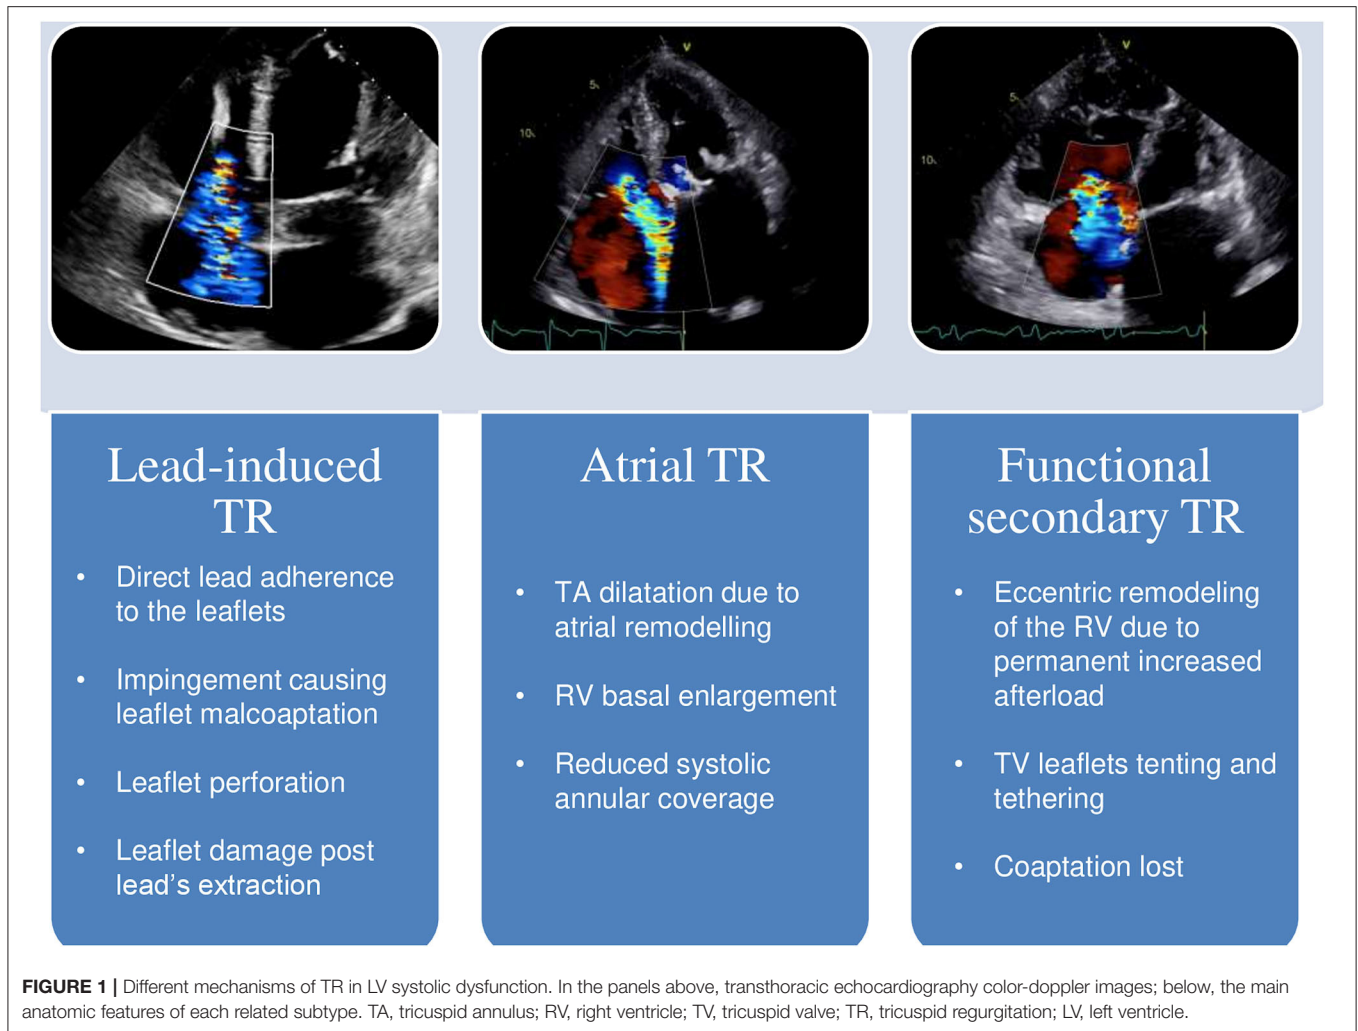 V
5
10
V
5
10
Lead-induced
TR
• Direct lead adherence
to the leaflets
• Impingement causing
leaflet malcoaptation
• Leaflet perforation
• Leaflet damage post
lead's extraction
Atrial TR
• TA dilatation due to
atrial remodelling
• RV basal enlargement
• Reduced systolic
annular coverage
Functional
secondary TR
• Eccentric remodeling
of the RV due to
permanent increased
afterload
• TV leaflets tenting and
tethering
• Coaptation lost
FIGURE 1 | Different mechanisms of TR in LV systolic dysfunction. In the panels above, transthoracic echocardiography color-doppler images; below, the main
anatomic features of each related subtype. TA, tricuspid annulus; RV, right ventricle; TV, tricuspid valve; TR, tricuspid regurgitation; LV, left ventricle.